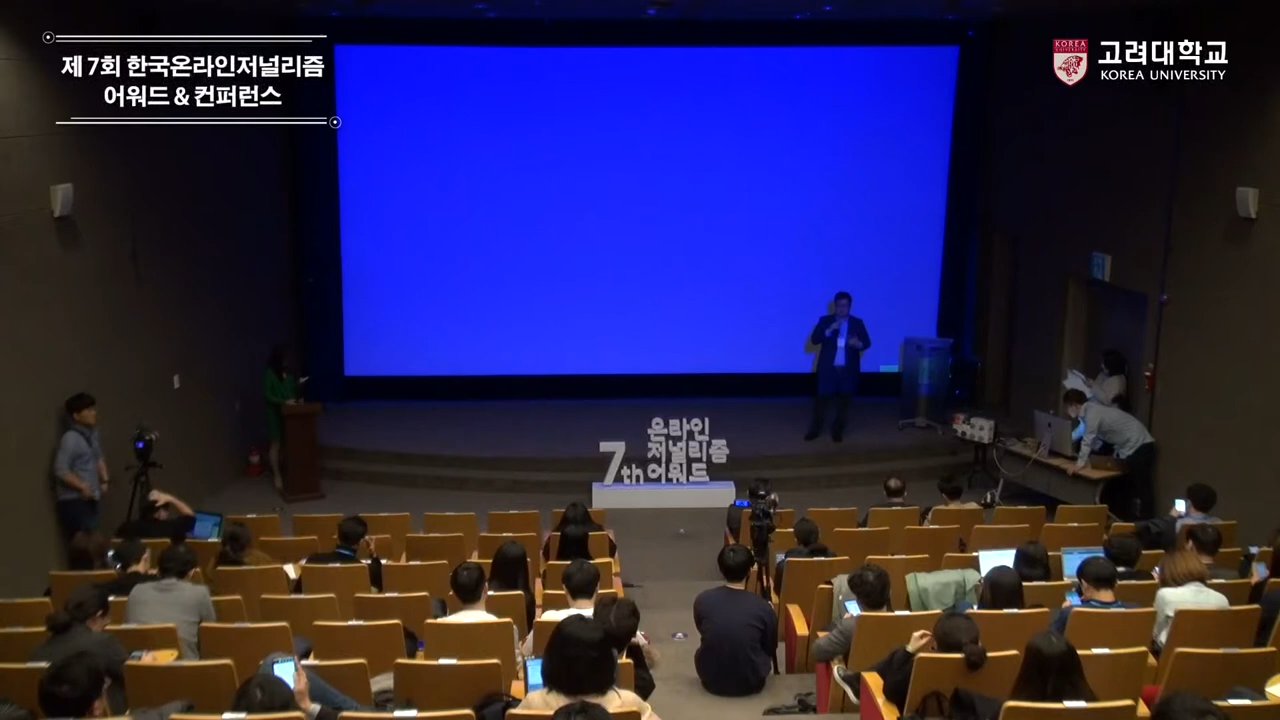 제 7회 한국온라인저널리즘
어워드 & 컨퍼런스
KOREA
고려대학교
KOREA UNIVERSITY
7th
온라인
저널리즘
어워드